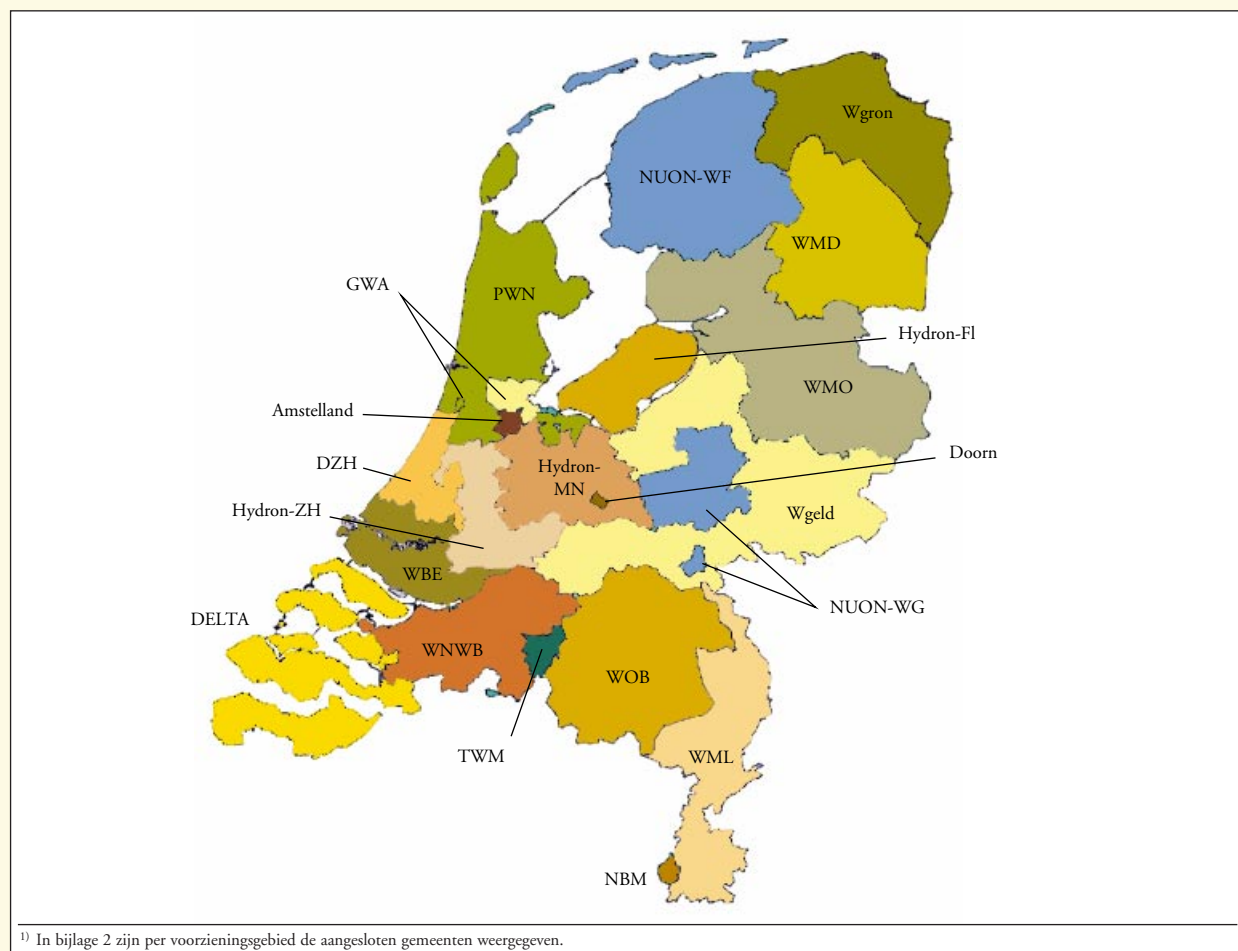 Wgron
NUON-WF
WMD
GWA
PWN
Hydron-Fl
WMO
Amstelland
Doorn
DZH
Hydron-
MN
Hydron-ZH
Wgeld
WBE
NUON-WG
DELTA
WNWB
WOB
TWM
WML
NBM
1) In bijlage 2 zijn per voorzieningsgebied de aangesloten gemeenten weergegeven.